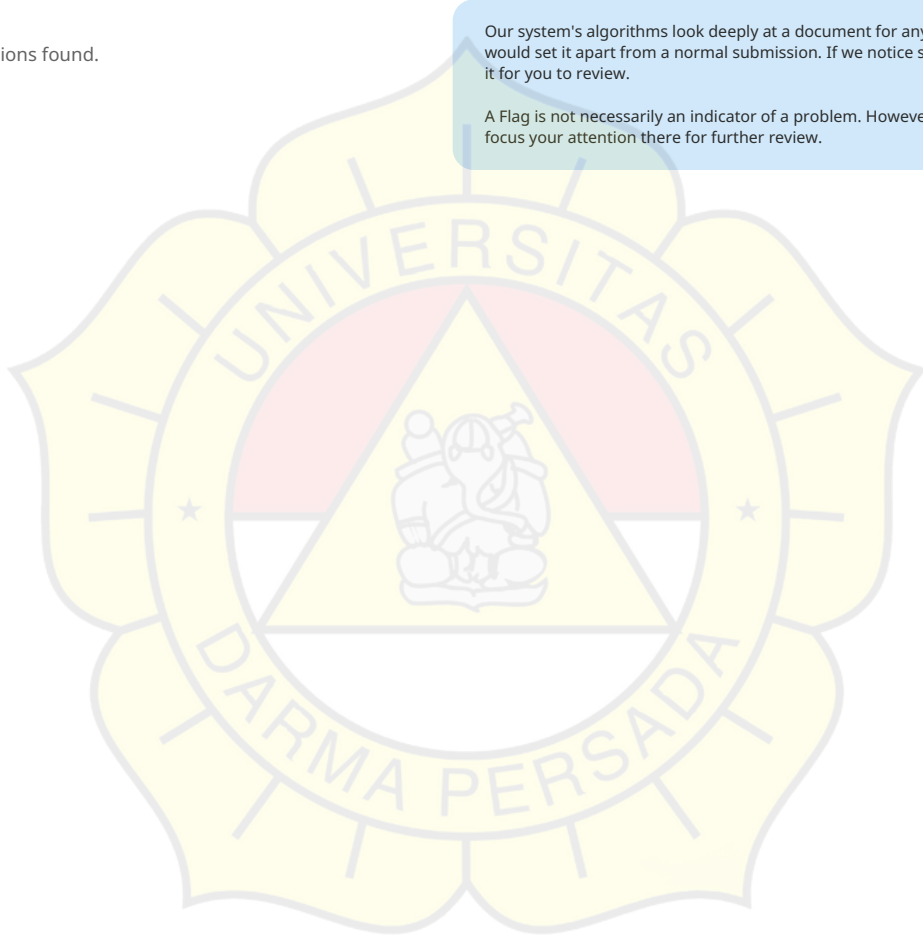 ions found.
Our system's algorithms look deeply at a document for any
would set it apart from a normal submission. If we notice s
it for you to review.
A Flag is not necessarily an indicator of a problem. Howeve
focus your attention there for further review.
UNIVERSITAS
DARMA PERSADA